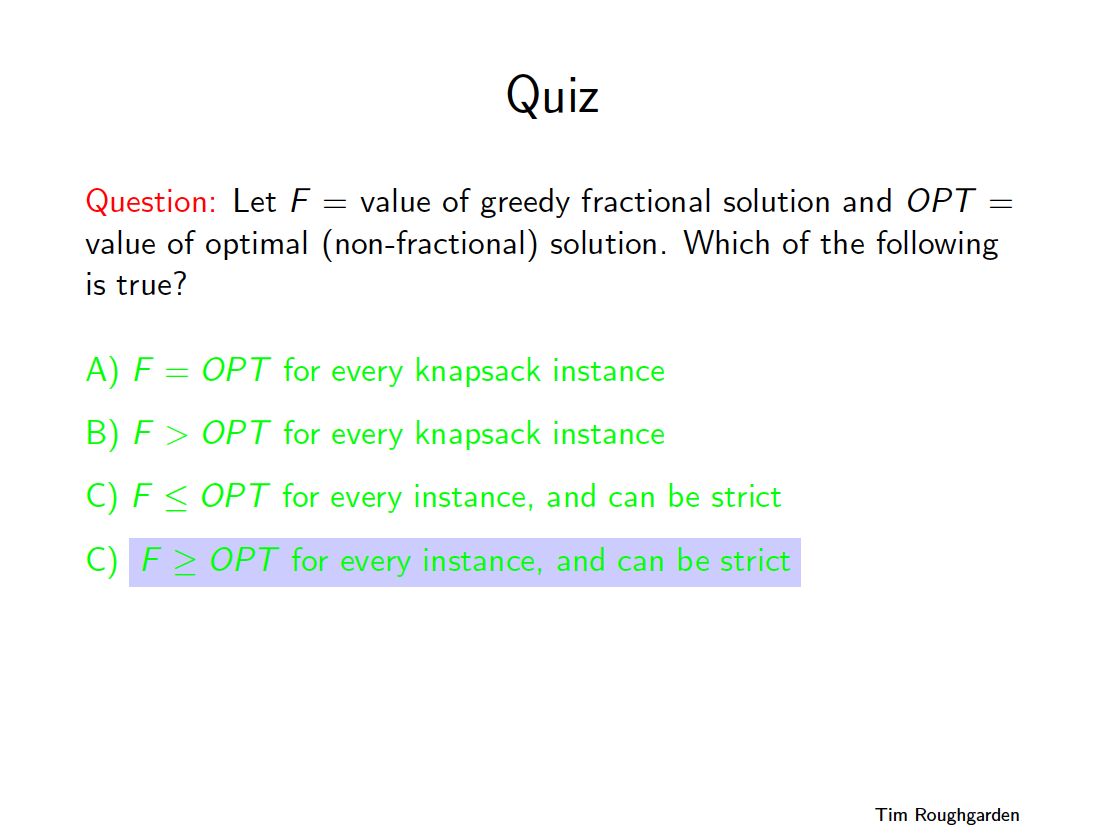 Quiz
Question: Let F = value of greedy fractional solution and OPT =
value of optimal (non-fractional) solution. Which of the following
is true?
A) F = OPT for every knapsack instance
B) F > OPT for every knapsack instance
C) F ≤ OPT for every instance, and can be strict
C) F ≥ OPT for every instance, and can be strict
Tim Roughgarden